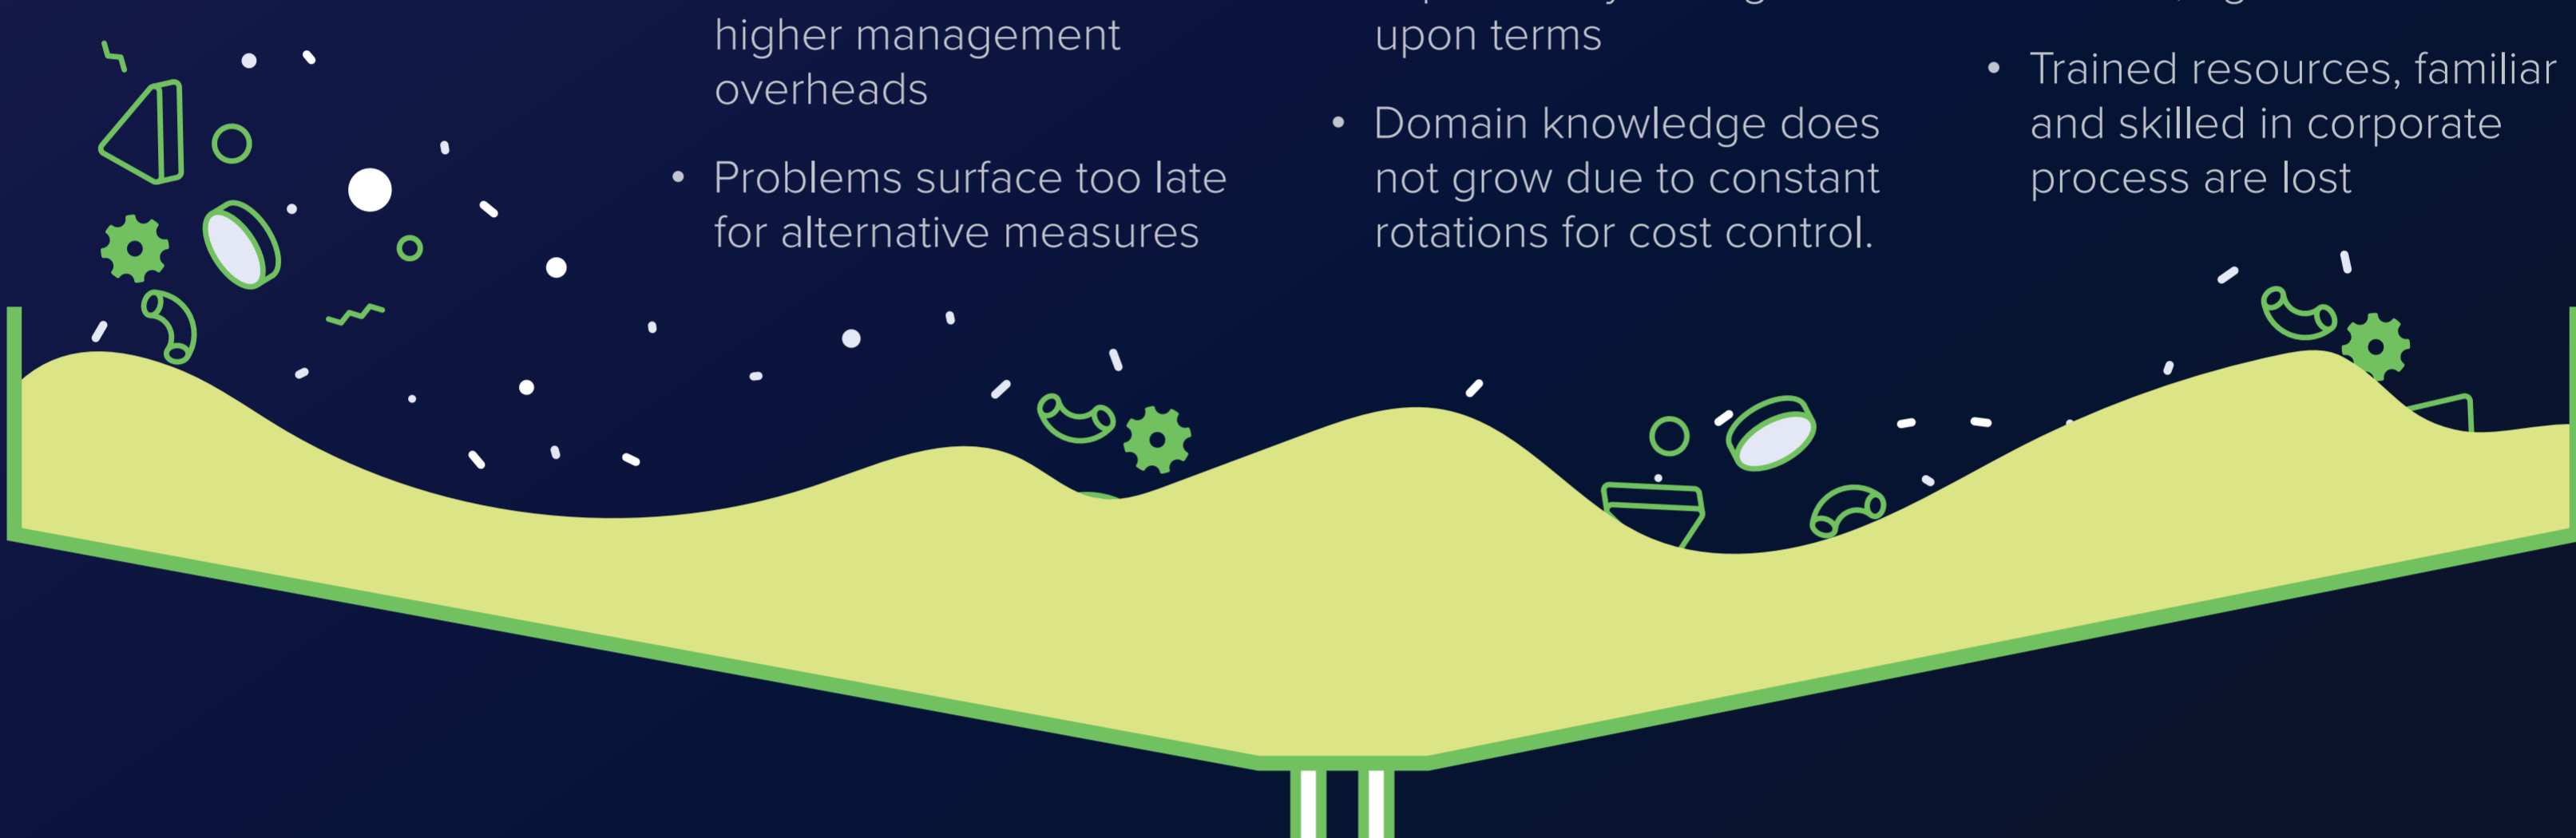 higher management
overheads
• Problems surface too late
for alternative measures
upon terms
• Domain knowledge does
not grow due to constant
rotations for cost control.
• Trained resources, familiar
and skilled in corporate
process are lost